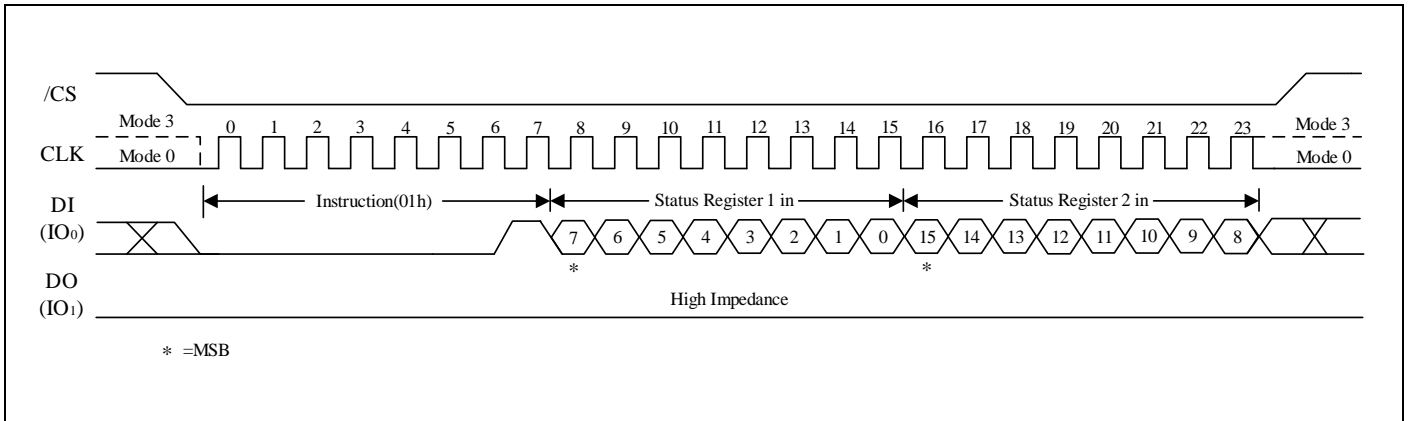 /CS
Mode 3
CLK
Mode 0
0 1 2 3 4 5 6 7 8 9 10 11 12 13 14 15 16 17 18 19 20 21 22 23
Mode 3
Mode 0
DI
(IO0)
Instruction(01h)
Status Register 1 in
Status Register 2 in
7 6 5 4 3 2 1 0 15 14 13 12 11 10 9 8
* *
DO
(IO1)
High Impedance
* =MSB